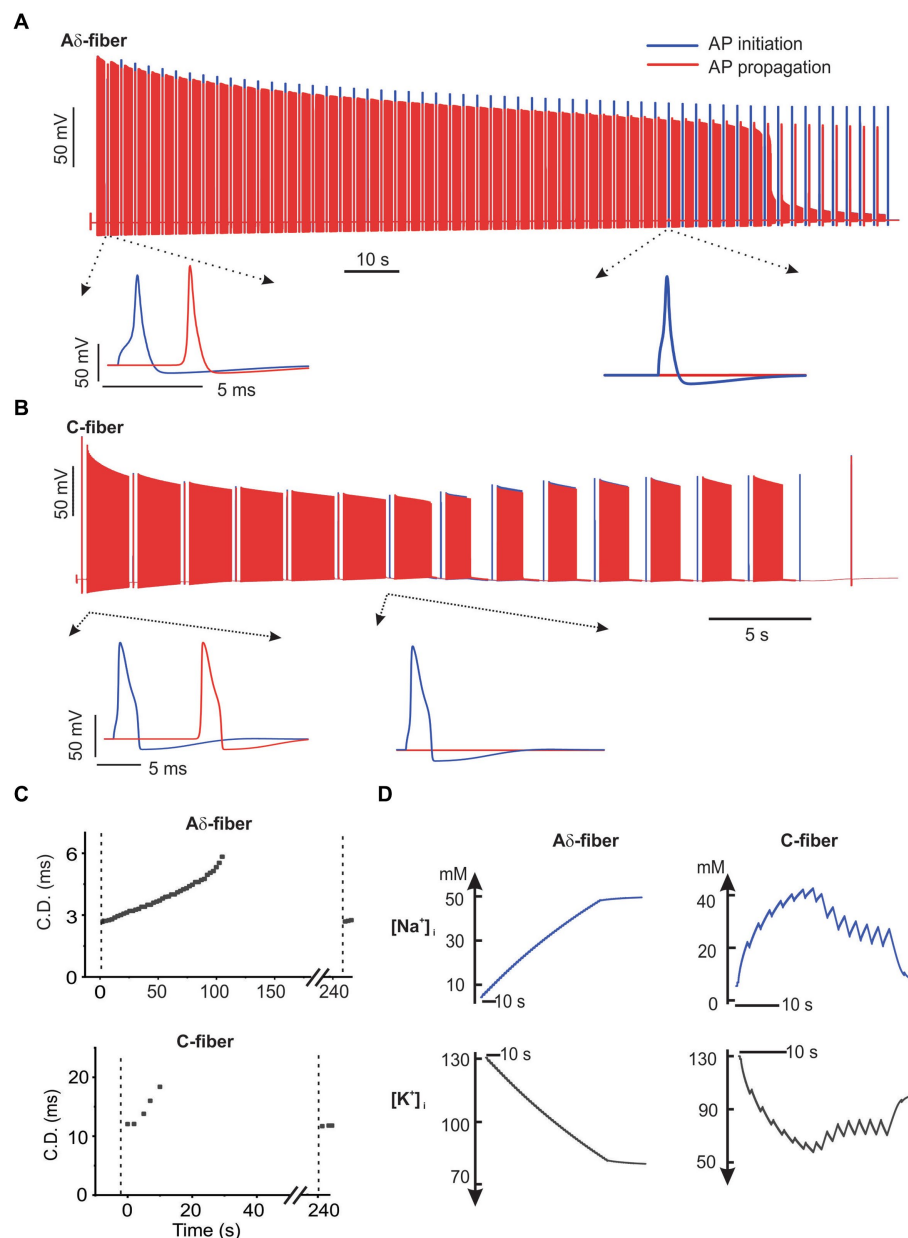 A
Aδ-fiber
AP initiation
AP propagation
50 mV
10 s
50 mV
5 ms
B
C-fiber
50 mV
5 s
50 mV
5 ms
C
Aδ-fiber
C.D. (ms)
6
3
0
0 50 100 150 240
C-fiber
C.D. (ms)
20
10
0
0 20 40 240
Time (s)
D
Aδ-fiber
C-fiber
mM
50
30
10
[Na⁺]i
10 s
mM
40
20
0
10 s
130
100
70
[K⁺]i
10 s
130
90
50
10 s